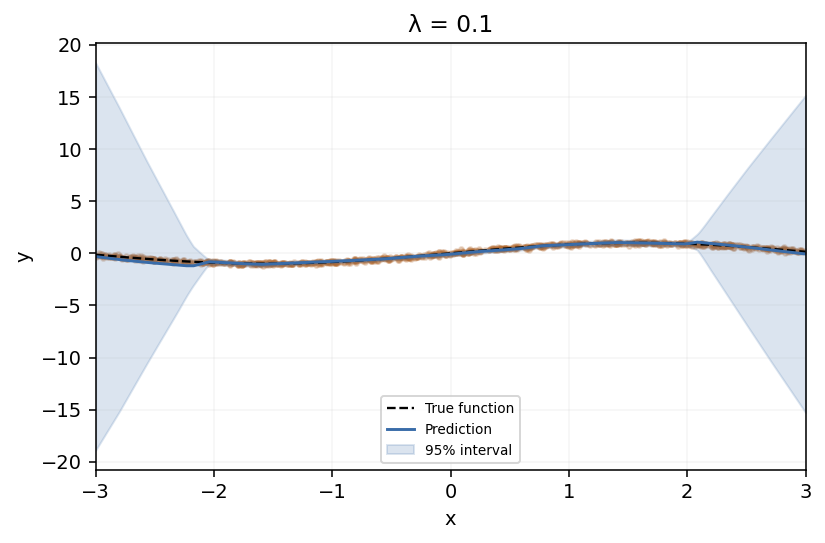 λ = 0.1
20
15
10
5
0
−5
−10
−15
−20
y
True function
Prediction
95% interval
−3 −2 −1 0 1 2 3
x